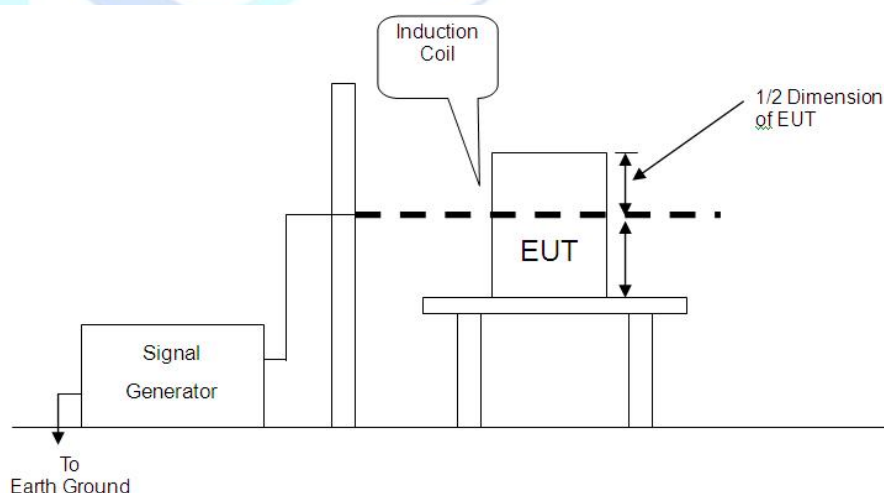 Induction
Coil
1/2 Dimension
of EUT
EUT
Signal
Generator
To
Earth Ground